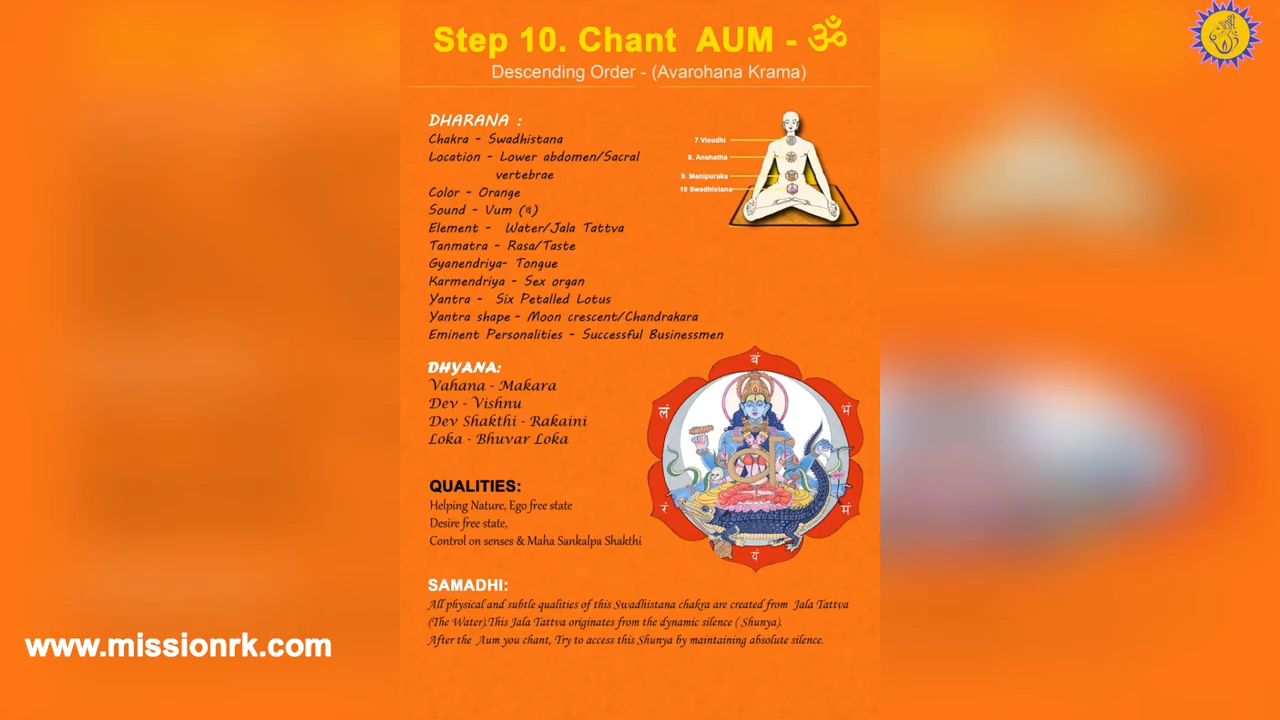 Step 10. Chant AUM - ॐ
Descending Order - (Avarohana Krama)
DHARANA :
Chakra - Swadhistana
Location - Lower abdomen/Sacral
vertebrae
Color - Orange
Sound - Vum (वं)
Element - Water/Jala Tattva
Tanmatra - Rasa/Taste
Gyanendriya- Tongue
Karmendriya - Sex organ
Yantra - Six Petalled Lotus
Yantra shape - Moon crescent/Chandrakara
Eminent Personalities - Successful Businessmen
7 Visudhi
8. Anahatha
9. Manipuraka
10 Swadhistana
DHYANA:
Vahana - Makara
Dev - Vishnu
Dev Shakthi - Rakaini
Loka - Bhuvar Loka
बं
लं
भं
वं
रं
मं
यं
QUALITIES:
Helping Nature, Ego free state
Desire free state,
Control on senses & Maha Sankalpa Shakthi
SAMADHI:
All physical and subtle qualities of this Swadhistana chakra are created from Jala Tattva
(The Water).This Jala Tattva originates from the dynamic silence ( Shunya).
After the Aum you chant, Try to access this Shunya by maintaining absolute silence.
www.missionrk.com